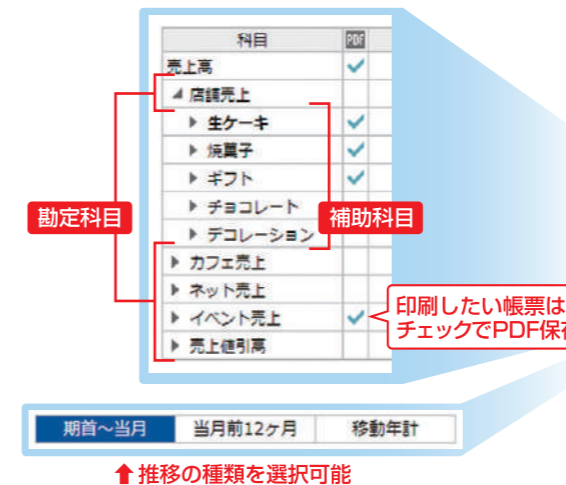 科目 PDF
売上高
店舗売上
生ケーキ
焼菓子
ギフト
チョコレート
デコレーション
カフェ売上
ネット売上
イベント売上
売上値引高
勘定科目
補助科目
印刷したい帳票は
チェックでPDF保存
期首～当月 当月前12ヶ月 移動年計
推移の種類を選択可能